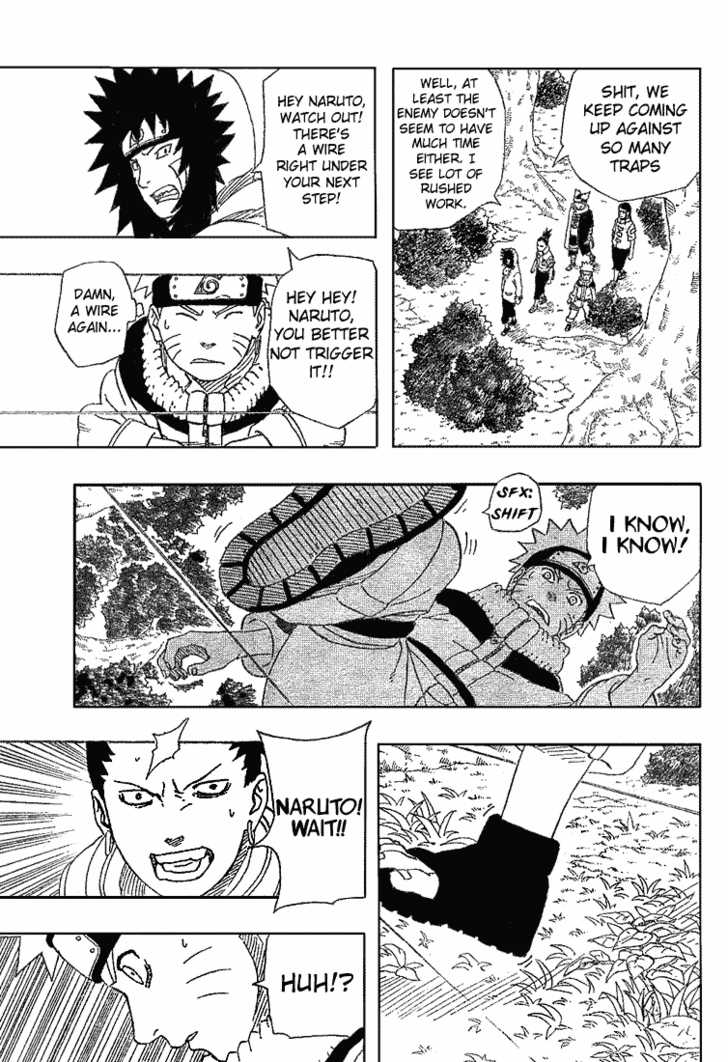 SHIT, WE
KEEP COMING
UP AGAINST
SO MANY
TRAPS
WELL, AT
LEAST THE
ENEMY DOESN'T
SEEM TO HAVE
MUCH TIME
EITHER. I
SEE LOT OF
RUSHED
WORK.
HEY NARUTO,
WATCH OUT!
THERE'S
A WIRE
RIGHT UNDER
YOUR NEXT
STEP!
HEY HEY!
NARUTO,
YOU BETTER
NOT TRIGGER
IT!!
DAMN,
A WIRE
AGAIN...
I KNOW,
I KNOW!
SFX:
SHIFT
NARUTO!
WAIT!!
HUH!?